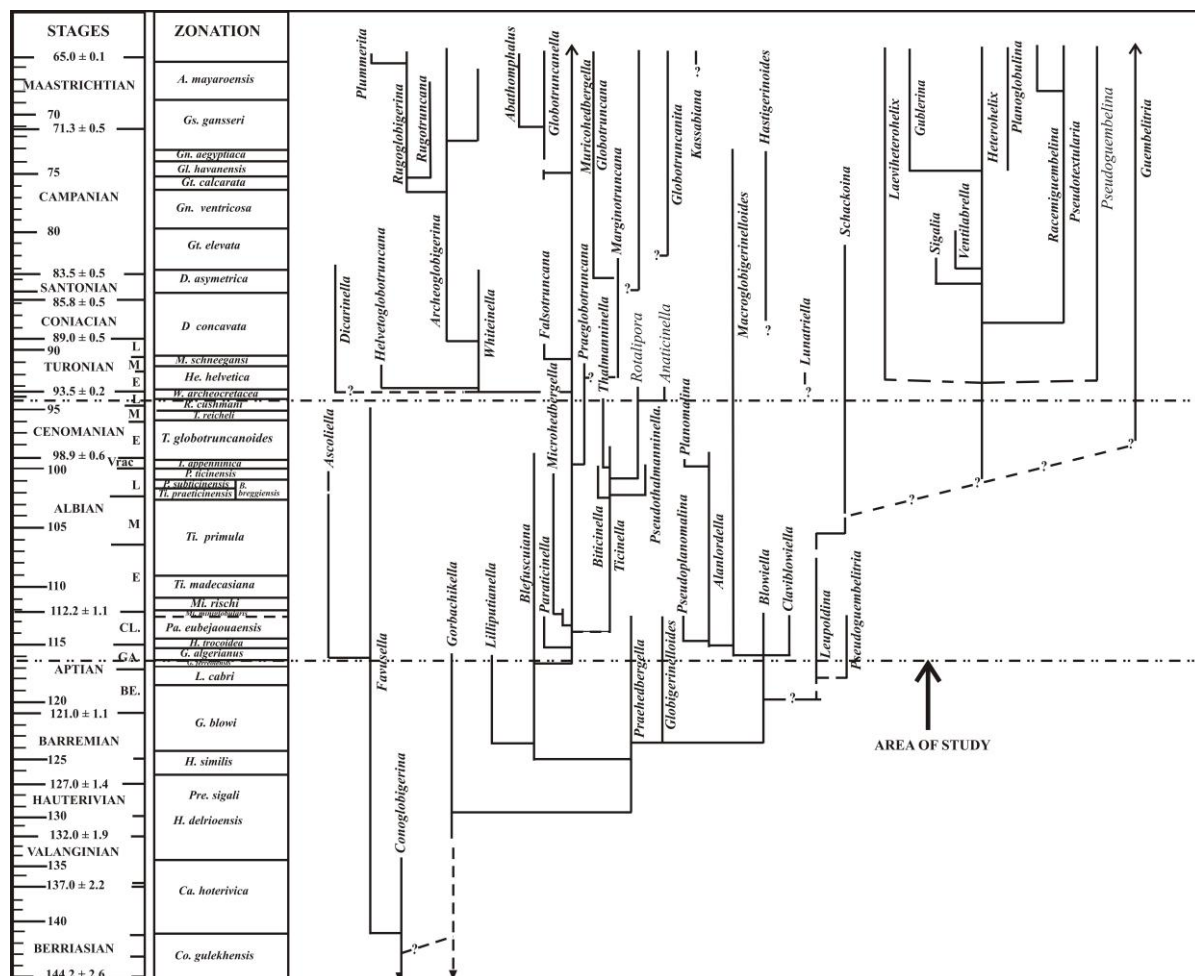 STAGES
ZONATION
65.0 ± 0.1
MAASTRICHTIAN
70
71.3 ± 0.5
75
CAMPANIAN
80
83.5 ± 0.5
SANTONIAN
85.8 ± 0.5
CONIACIAN
89.0 ± 0.5
90
L
TURONIAN
M
E
93.5 ± 0.2
L
95
M
CENOMANIAN
E
98.9 ± 0.6
Vrac
100
L
ALBIAN
105
M
E
110
112.2 ± 1.1
CL.
115
GA
APTIAN
BE.
120
121.0 ± 1.1
BARREMIAN
125
127.0 ± 1.4
HAUTERIVIAN
130
132.0 ± 1.9
VALANGINIAN
135
137.0 ± 2.2
140
BERRIASIAN
144.2 ± 2.6
A. mayaroensis
Gs. gansseri
Gn. aegyptiaca
Gl. havanensis
Gt. calcarata
Gn. ventricosa
Gt. elevata
D. asymetrica
D concavata
M. schneegansi
He. helvetica
W. archeocretacea
R. cushmani
T. reicheli
T. globotruncanoides
T. appenninica
P. ticinensis
P. subticinensis
B.
Ti. praeticinensis
breggiensis
Ti. primula
Ti. madecasiana
Mi. rischi
Pa. eubejaouaensis
H. trocoidea
G. algerianus
L. cabri
G. blowi
H. similis
Pre. sigali
H. delrioensis
Ca. hoterivica
Co. gulekhensis
Plummerita
Rugoglobigerina
Rugotruncana
Archeoglobigerina
Whiteinella
Dicarinella
Helvetoglobotruncana
Abathomphalus
Globotruncanella
Muricohedbergella
Globotruncana
Marginotruncana
Globotruncanita
Kassabiana
?
Hastigerinoides
?
Falsotruncana
Praeglobotruncana
Thalmanninella
Rotalipora
Anaticinella
?
?
?
?
Macroglobigerinelloides
Lunatriella
?
Schackoina
Laeviheterohelix
Gublerina
Sigalia
Ventilabrella
Heterohelix
Planoglobulina
Racemiguembelina
Pseudotextularia
Pseudoguembelina
Guembelitria
?
?
?
Ascoliella
Favusella
Conoglobigerina
?
Gorbachikella
Lilliputianella
Blefuscuiana
Paraticinella
Microhedbergella
Biticinella
Ticinella
Pseudothalmanninella.
Planomalina
Pseudoplanomalina
Alanlordella
Praehedbergella
Globigerinelloides
Blowiella
Claviblowiella
?
Leupoldina
Pseudoguembelitria
AREA OF STUDY